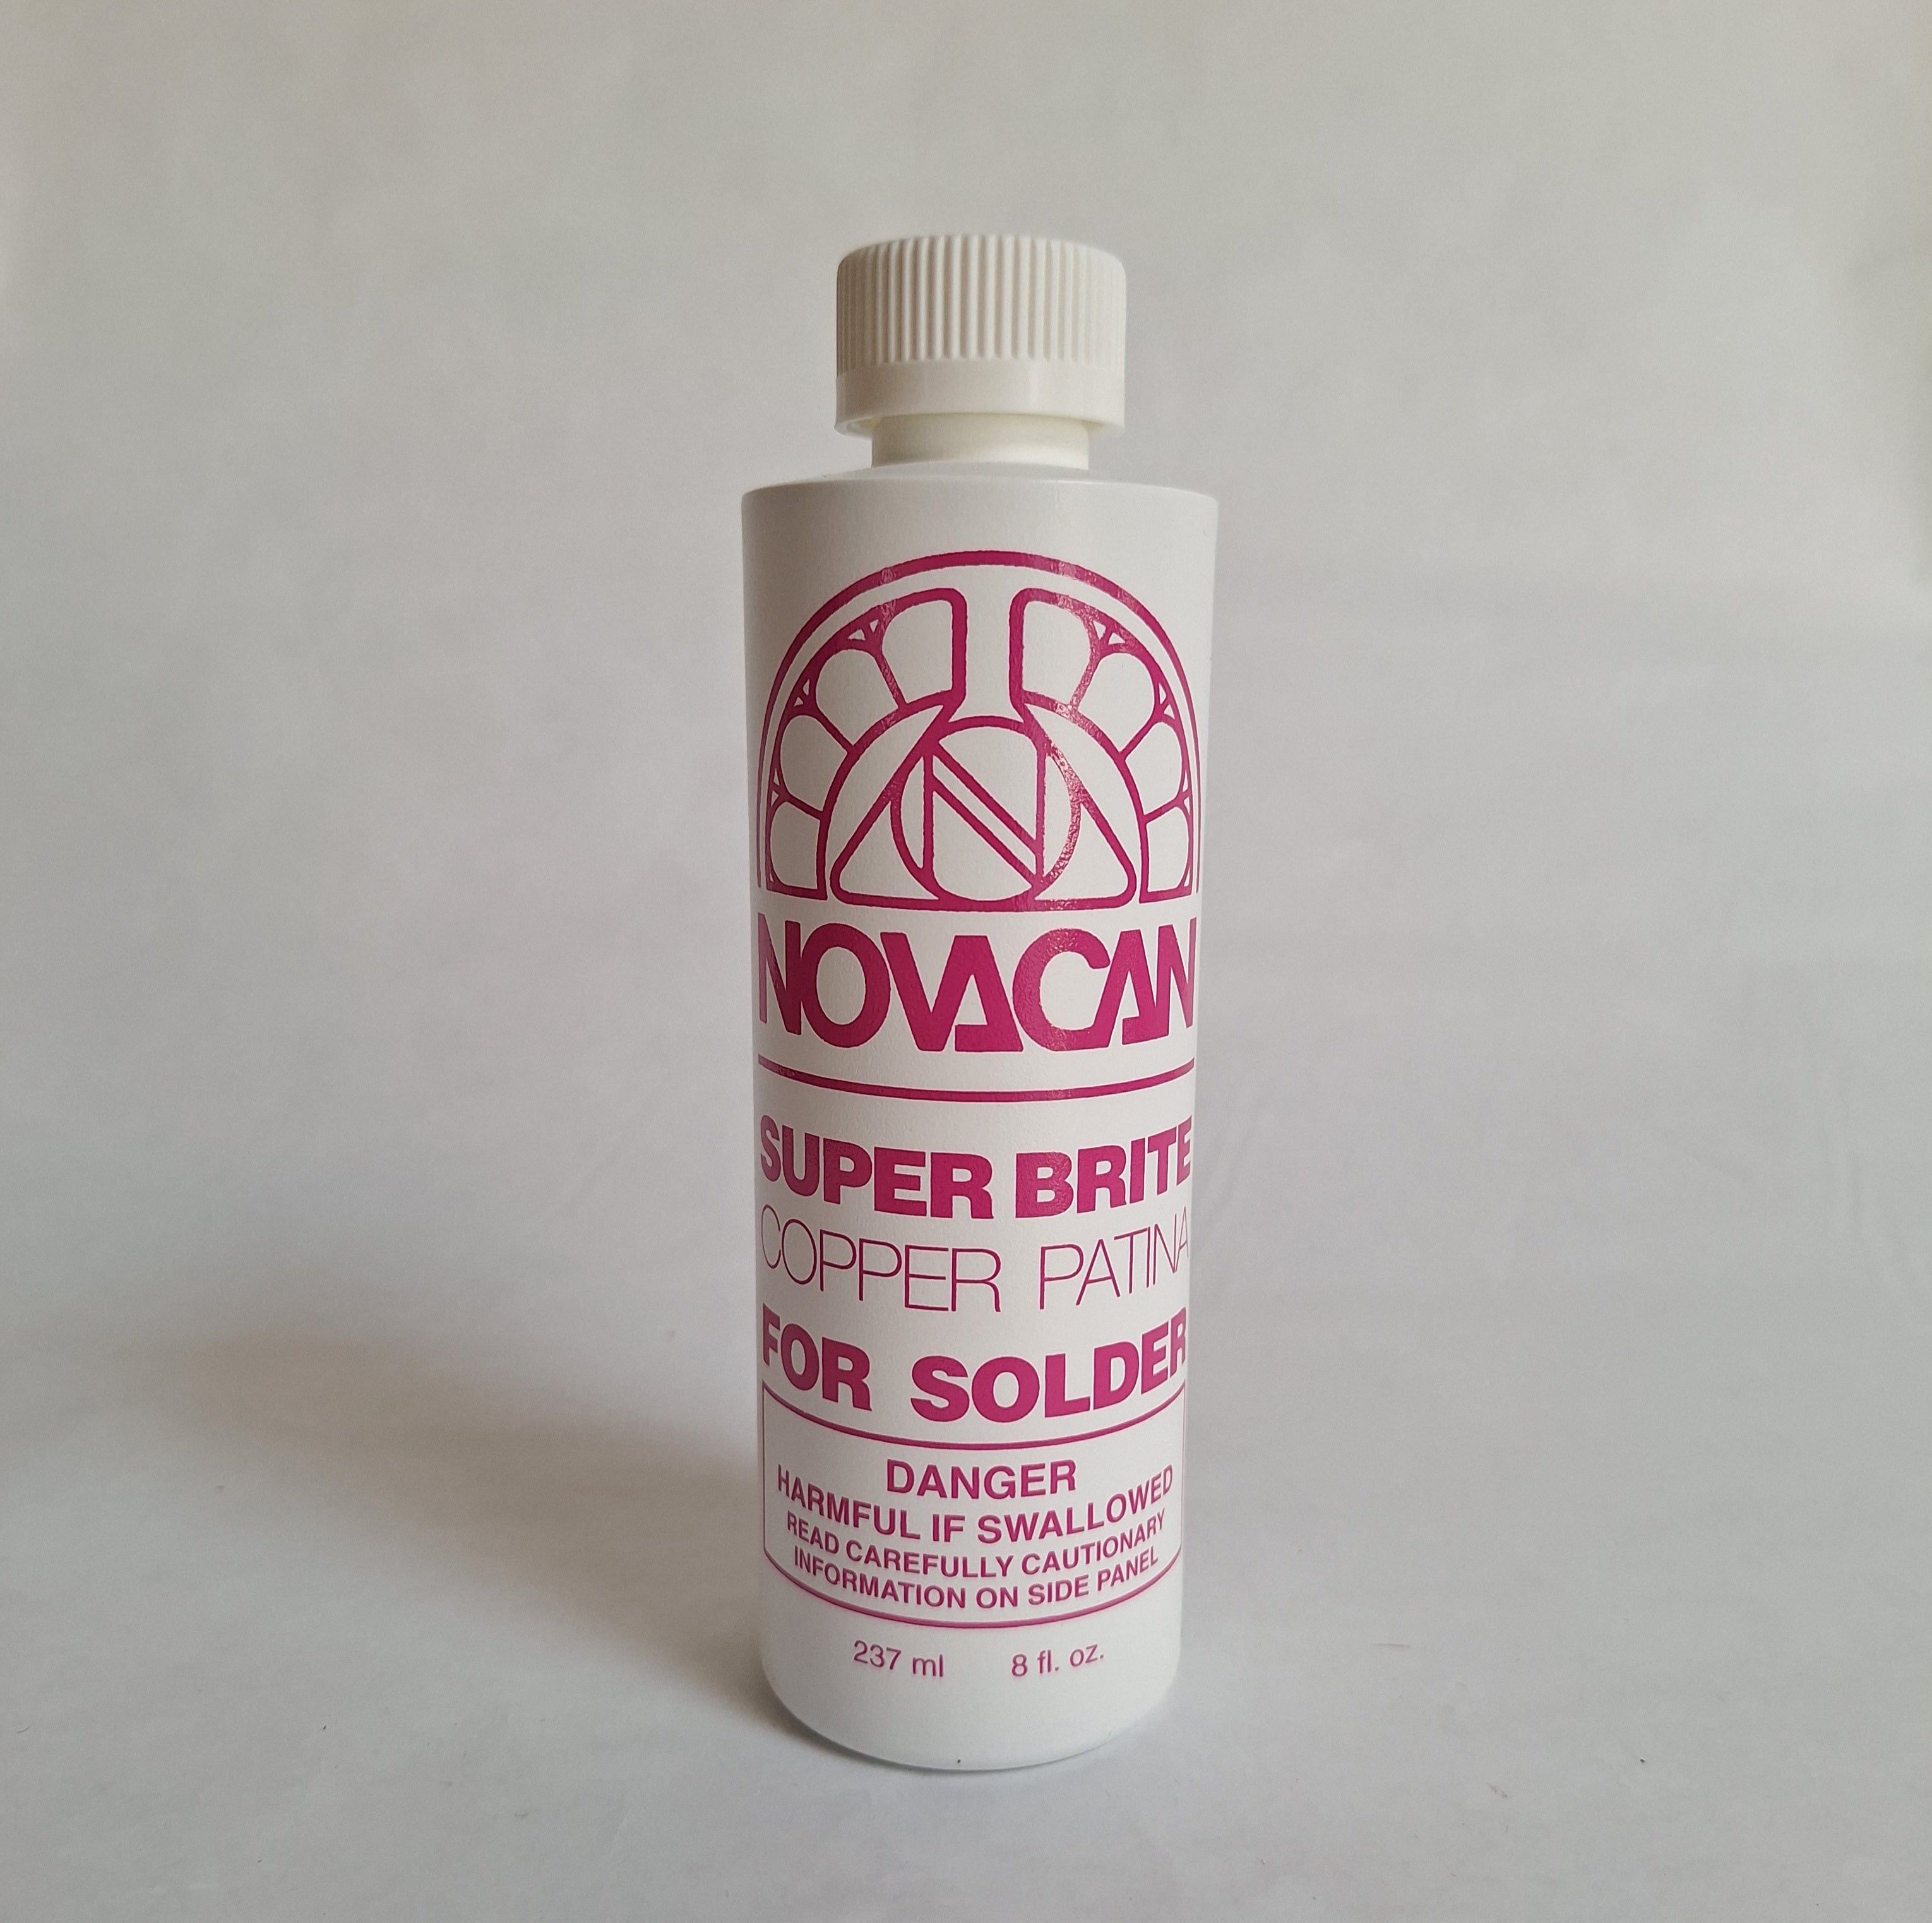 N
NOVACAN
SUPER BRITE
COPPER PATINA
FOR SOLDER
DANGER
HARMFUL IF SWALLOWED
READ CAREFULLY CAUTIONARY
INFORMATION ON SIDE PANEL
237 ml 8 fl. oz.